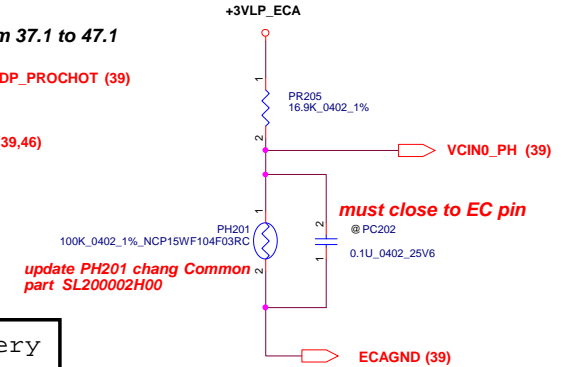 +3VLP_ECA
m 37.1 to 47.1
DP_PROCHOT (39)
1
PR205
16.9K_0402_1%
2
39,46)
VCIN0_PH (39)
1
PH201
100K_0402_1%_NCP15WF104F03RC
2
must close to EC pin
2
@ PC202
1
0.1U_0402_25V6
update PH201 chang Common
part SL200002H00
ery
ECAGND (39)